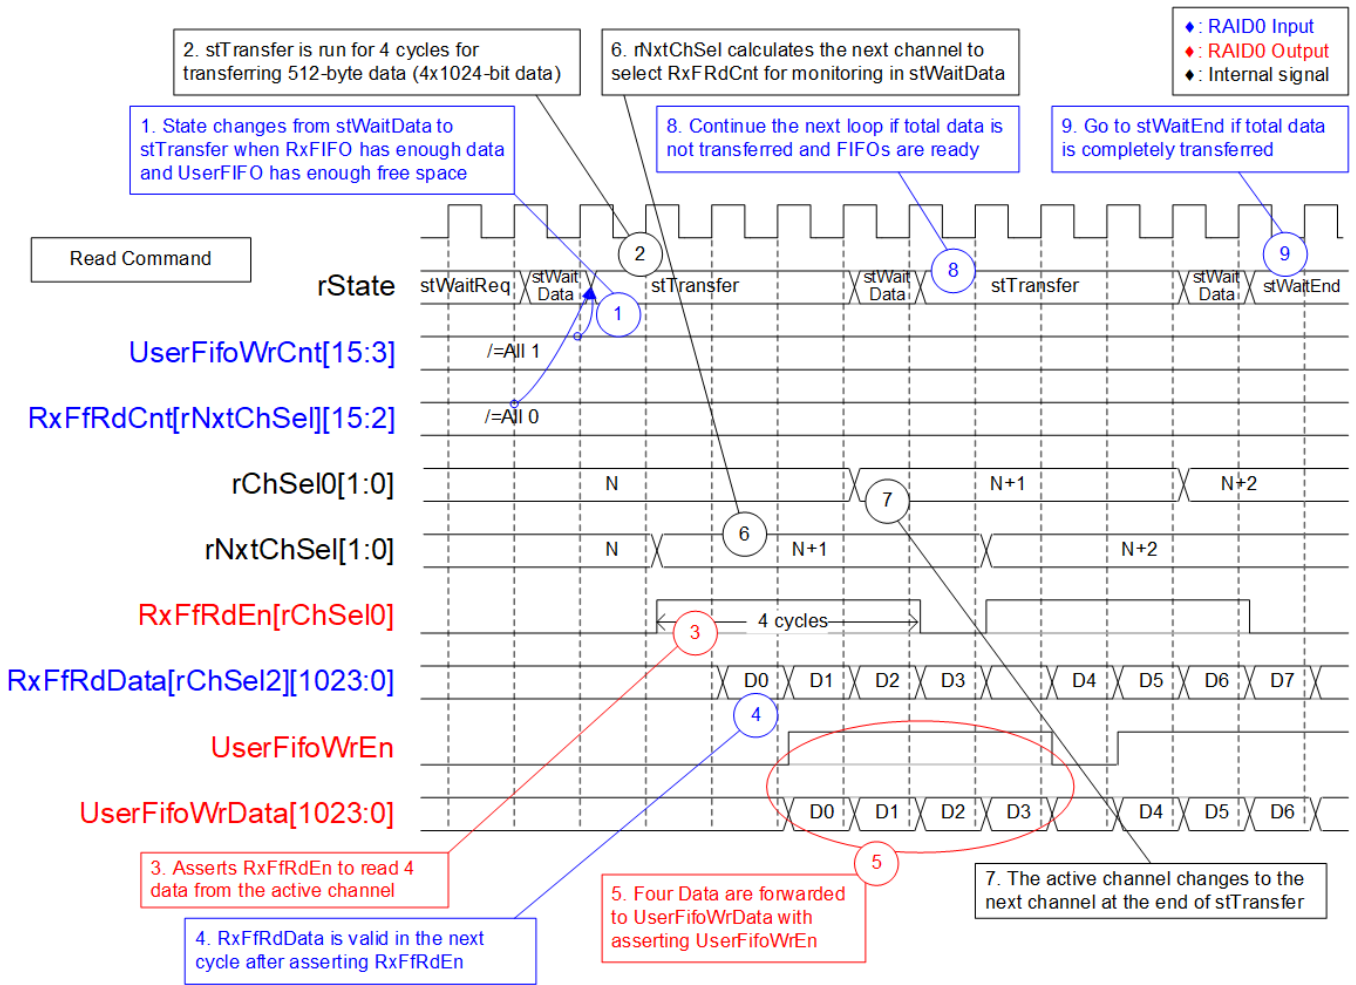 ♦: RAID0 Input
♦: RAID0 Output
♦: Internal signal
2. stTransfer is run for 4 cycles for
transferring 512-byte data (4x1024-bit data)
6. rNxtChSel calculates the next channel to
select RxFRdCnt for monitoring in stWaitData
1. State changes from stWaitData to
stTransfer when RxFIFO has enough data
and UserFIFO has enough free space
8. Continue the next loop if total data is
not transferred and FIFOs are ready
9. Go to stWaitEnd if total data
is completely transferred
Read Command
2
8
9
rState
stWaitReq
stWait
Data
stTransfer
stWait
Data
stTransfer
stWait
Data
stWaitEnd
1
UserFifoWrCnt[15:3]
/=All 1
RxFfRdCnt[rNxtChSel][15:2]
/=All 0
rChSel0[1:0]
N
7
N+1
N+2
rNxtChSel[1:0]
N
6
N+1
N+2
RxFfRdEn[rChSel0]
3
4 cycles
RxFfRdData[rChSel2][1023:0]
D0
D1
D2
D3
D4
D5
D6
D7
4
UserFifoWrEn
UserFifoWrData[1023:0]
D0
D1
D2
D3
D4
D5
D6
5
3. Asserts RxFfRdEn to read 4
data from the active channel
4. RxFfRdData is valid in the next
cycle after asserting RxFfRdEn
5. Four Data are forwarded
to UserFifoWrData with
asserting UserFifoWrEn
7. The active channel changes to the
next channel at the end of stTransfer